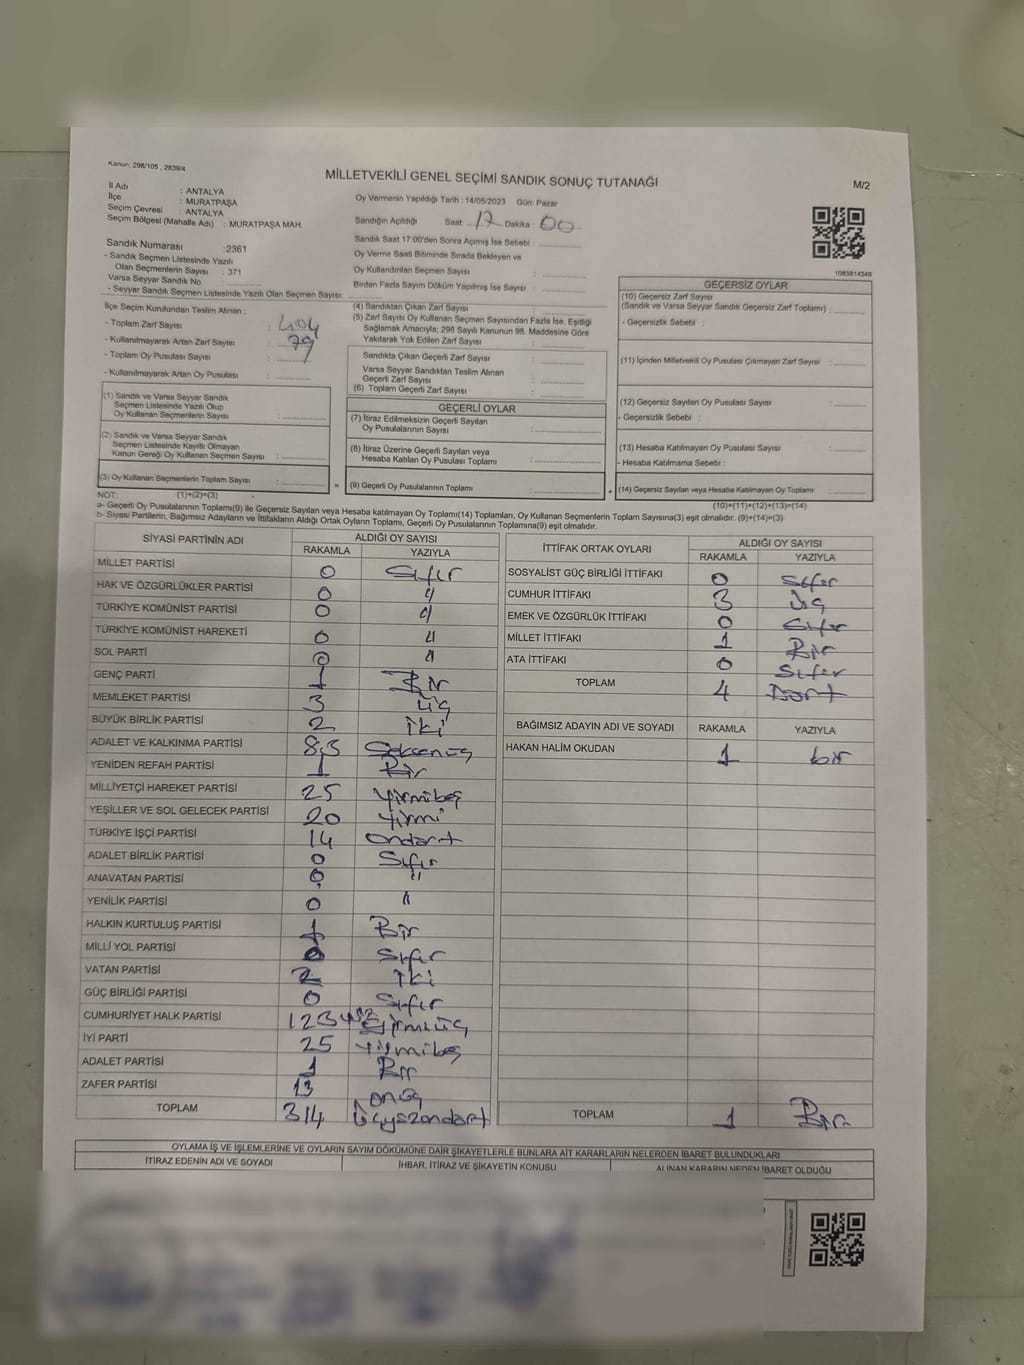 Kanun: 298/105 , 2839/4
MİLLETVEKİLİ GENEL SEÇİMİ SANDIK SONUÇ TUTANAĞI
M/2
İl Adı : ANTALYA
İlçe : MURATPAŞA
Seçim Çevresi : ANTALYA
Seçim Bölgesi (Mahalle Adı) : MURATPAŞA MAH.
Oy Vermenin Yapıldığı Tarih : 14/05/2023 Gün: Pazar
Sandığın Açıldığı Saat: 17 Dakika : 00
Sandık Saat 17:00'den Sonra Açılmış İse Sebebi :
Oy Verme Saati Bitiminde Sırada Bekleyen ve
Oy Kullandırılan Seçmen Sayısı :
Birden Fazla Sayım Döküm Yapılmış İse Sayısı :
Sandık Numarası : 2361
- Sandık Seçmen Listesinde Yazılı
Olan Seçmenlerin Sayısı : 371
Varsa Seyyar Sandık No
- Seyyar Sandık Seçmen Listesinde Yazılı Olan Seçmen Sayısı:
1083814248
İlçe Seçim Kurulundan Teslim Alınan :
- Toplam Zarf Sayısı : 404
- Kullanılmayarak Artan Zarf Sayısı : 79
- Toplam Oy Pusulası Sayısı :
- Kullanılmayarak Artan Oy Pusulası :
(1) Sandık ve Varsa Seyyar Sandık
Seçmen Listesinde Yazılı Olup
Oy Kullanan Seçmenlerin Sayısı :
(2) Sandık ve Varsa Seyyar Sandık
Seçmen Listesinde Kayıtlı Olmayan
Kanun Gereği Oy Kullanan Seçmen Sayısı :
(3) Oy Kullanan Seçmenlerin Toplam Sayısı :
(4) Sandıktan Çıkan Zarf Sayısı :
(5) Zarf Sayısı Oy Kullanan Seçmen Sayısından Fazla İse, Eşitliği
Sağlamak Amacıyla; 298 Sayılı Kanunun 98. Maddesine Göre
Yakılarak Yok Edilen Zarf Sayısı :
Sandıkta Çıkan Geçerli Zarf Sayısı :
Varsa Seyyar Sandıktan Teslim Alınan
Geçerli Zarf Sayısı :
(6) Toplam Geçerli Zarf Sayısı :
GEÇERLİ OYLAR
(7) İtiraz Edilmeksizin Geçerli Sayılan
Oy Pusulalarının Sayısı :
(8) İtiraz Üzerine Geçerli Sayılan veya
Hesaba Katılan Oy Pusulası Toplamı :
= (9) Geçerli Oy Pusulalarının Toplamı :
GEÇERSİZ OYLAR
(10) Geçersiz Zarf Sayısı
(Sandık ve Varsa Seyyar Sandık Geçersiz Zarf Toplamı) :
- Geçersizlik Sebebi :
(11) İçinden Milletvekili Oy Pusulası Çıkmayan Zarf Sayısı :
(12) Geçersiz Sayılan Oy Pusulası Sayısı :
- Geçersizlik Sebebi :
(13) Hesaba Katılmayan Oy Pusulası Sayısı :
- Hesaba Katılmama Sebebi :
+ (14) Geçersiz Sayılan veya Hesaba Katılmayan Oy Toplamı :
NOT: (1)+(2)=(3) (10)+(11)+(12)+(13)=(14)
a- Geçerli Oy Pusulalarının Toplamı(9) ile Geçersiz Sayılan veya Hesaba katılmayan Oy Toplamı(14) Toplamları, Oy Kullanan Seçmenlerin Toplam Sayısına(3) eşit olmalıdır. (9)+(14)=(3)
b- Siyasi Partilerin, Bağımsız Adayların ve İttifakların Aldığı Ortak Oyların Toplamı, Geçerli Oy Pusulalarının Toplamına(9) eşit olmalıdır.
SİYASİ PARTİNİN ADI ALDIĞI OY SAYISI
RAKAMLA YAZIYLA
MİLLET PARTİSİ 0 Sıfır
HAK VE ÖZGÜRLÜKLER PARTİSİ 0 "
TÜRKİYE KOMÜNİST PARTİSİ 0 "
TÜRKİYE KOMÜNİST HAREKETİ 0 "
SOL PARTİ 0 "
GENÇ PARTİ 1 Bir
MEMLEKET PARTİSİ 3 üç
BÜYÜK BİRLİK PARTİSİ 2 İki
ADALET VE KALKINMA PARTİSİ 83 Seksenüç
YENİDEN REFAH PARTİSİ 1 Bir
MİLLİYETÇİ HAREKET PARTİSİ 25 Yirmibeş
YEŞİLLER VE SOL GELECEK PARTİSİ 20 Yirmi
TÜRKİYE İŞÇİ PARTİSİ 14 Ondört
ADALET BİRLİK PARTİSİ 0 Sıfır
ANAVATAN PARTİSİ 0 "
YENİLİK PARTİSİ 0 "
HALKIN KURTULUŞ PARTİSİ 1 Bir
MİLLİ YOL PARTİSİ 0 Sıfır
VATAN PARTİSİ 2 İki
GÜÇ BİRLİĞİ PARTİSİ 0 Sıfır
CUMHURİYET HALK PARTİSİ 123 yüzyirmiüç
İYİ PARTİ 25 Yirmibeş
ADALET PARTİSİ 1 Bir
ZAFER PARTİSİ 13 onüç
TOPLAM 314 Üçyüzondört
İTTİFAK ORTAK OYLARI ALDIĞI OY SAYISI
RAKAMLA YAZIYLA
SOSYALİST GÜÇ BİRLİĞİ İTTİFAKI 0 Sıfır
CUMHUR İTTİFAKI 3 üç
EMEK VE ÖZGÜRLÜK İTTİFAKI 0 Sıfır
MİLLET İTTİFAKI 1 Bir
ATA İTTİFAKI 0 Sıfır
TOPLAM 4 Dört
BAĞIMSIZ ADAYIN ADI VE SOYADI RAKAMLA YAZIYLA
HAKAN HALİM OKUDAN 1 bir
TOPLAM 1 Bir
OYLAMA İŞ VE İŞLEMLERİNE VE OYLARIN SAYIM DÖKÜMÜNE DAİR ŞİKAYETLERLE BUNLARA AİT KARARLARIN NELERDEN İBARET BULUNDUKLARI
İTİRAZ EDENİN ADI VE SOYADI İHBAR, İTİRAZ VE ŞİKAYETİN KONUSU ALINAN KARARIN NEDEN İBARET OLDUĞU